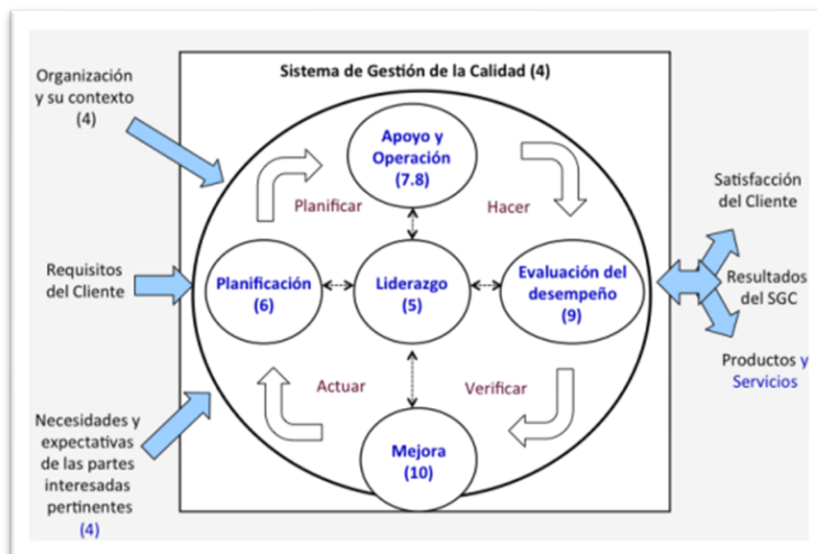 Sistema de Gestión de la Calidad (4)
Organización
y su contexto
(4)
Requisitos
del Cliente
Necesidades y
expectativas
de las partes
interesadas
pertinentes
(4)
Apoyo y
Operación
(7.8)
Planificar
Hacer
Planificación
(6)
Liderazgo
(5)
Evaluación del
desempeño
(9)
Actuar
Verificar
Mejora
(10)
Satisfacción
del Cliente
Resultados
del SGC
Productos y
Servicios